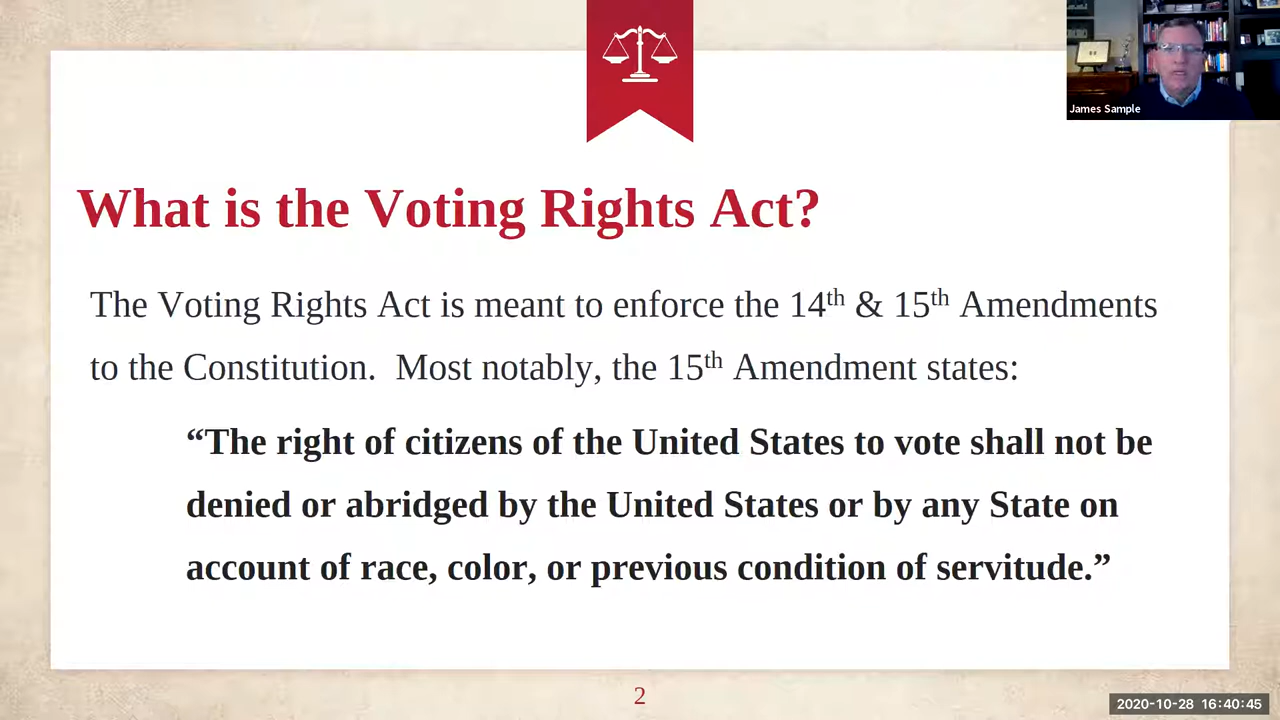 James Sample
What is the Voting Rights Act?
The Voting Rights Act is meant to enforce the 14th & 15th Amendments
to the Constitution.  Most notably, the 15th Amendment states:
“The right of citizens of the United States to vote shall not be
denied or abridged by the United States or by any State on
account of race, color, or previous condition of servitude.”
2
2020-10-28 16:40:45